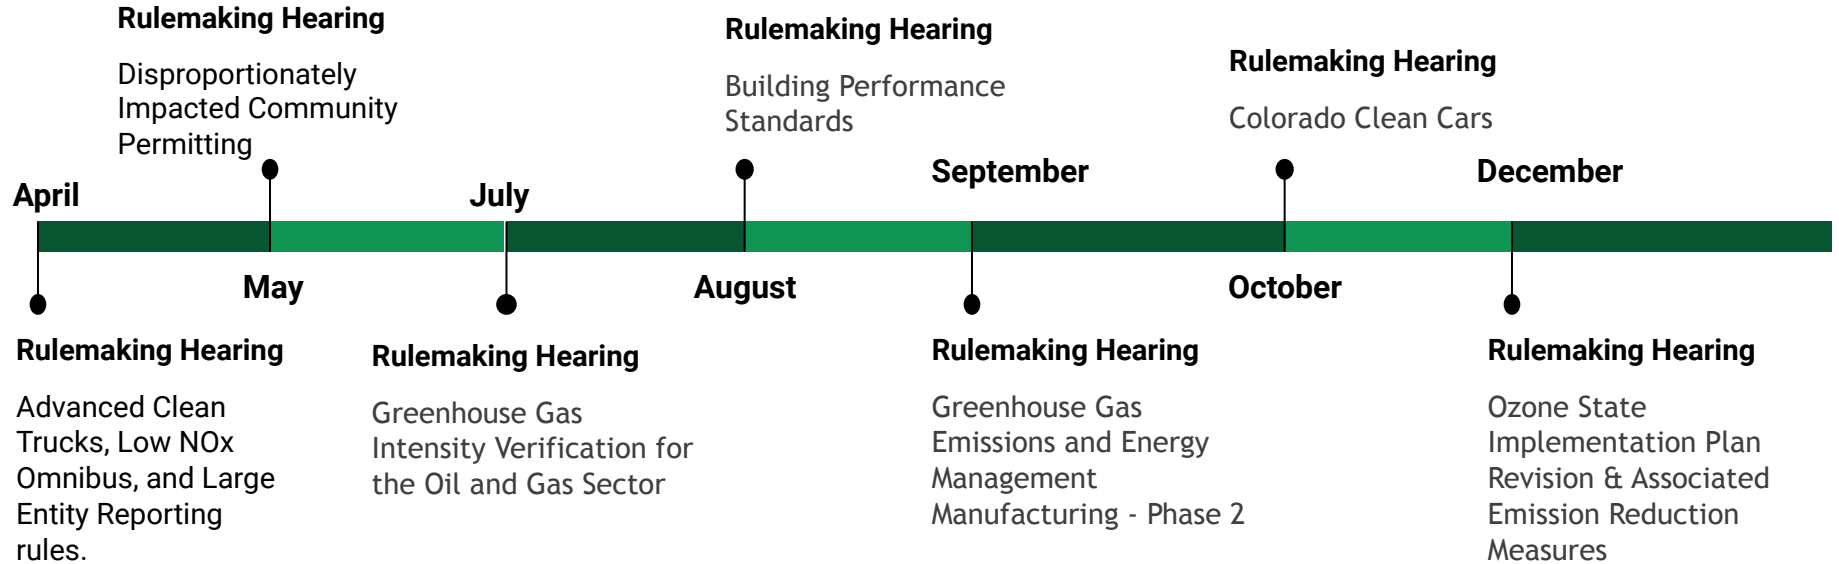 Rulemaking Hearing
Disproportionately
Impacted Community
Permitting
Rulemaking Hearing
Building Performance
Standards
Rulemaking Hearing
Colorado Clean Cars
April
July
September
December
May
August
October
Rulemaking Hearing
Advanced Clean
Trucks, Low NOx
Omnibus, and Large
Entity Reporting
rules.
Rulemaking Hearing
Greenhouse Gas
Intensity Verification for
the Oil and Gas Sector
Rulemaking Hearing
Greenhouse Gas
Emissions and Energy
Management
Manufacturing - Phase 2
Rulemaking Hearing
Ozone State
Implementation Plan
Revision & Associated
Emission Reduction
Measures